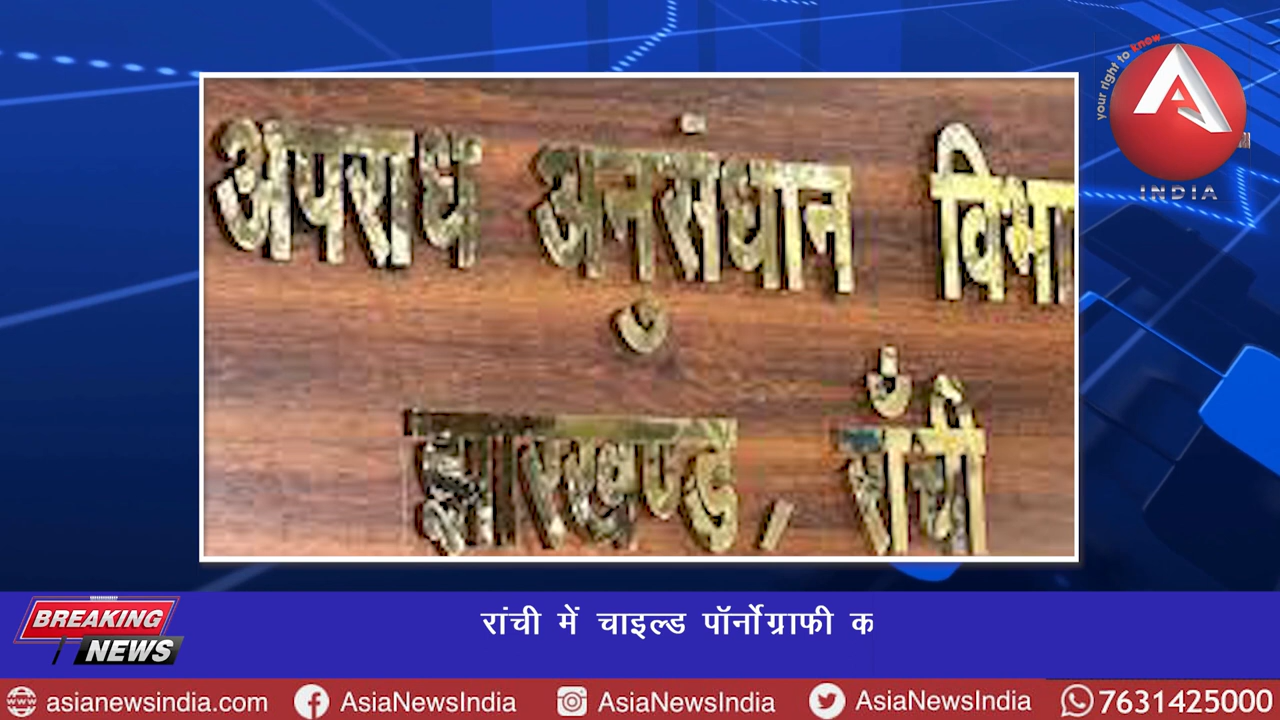 your right to know
A
INDIA
अपराध अनुसंधान विभा
झारखण्ड, राँची
BREAKING
NEWS
रांची में चाइल्ड पॉर्नोग्राफी क
asianewsindia.com
AsiaNewsIndia
AsiaNewsIndia
AsiaNewsIndia
7631425000